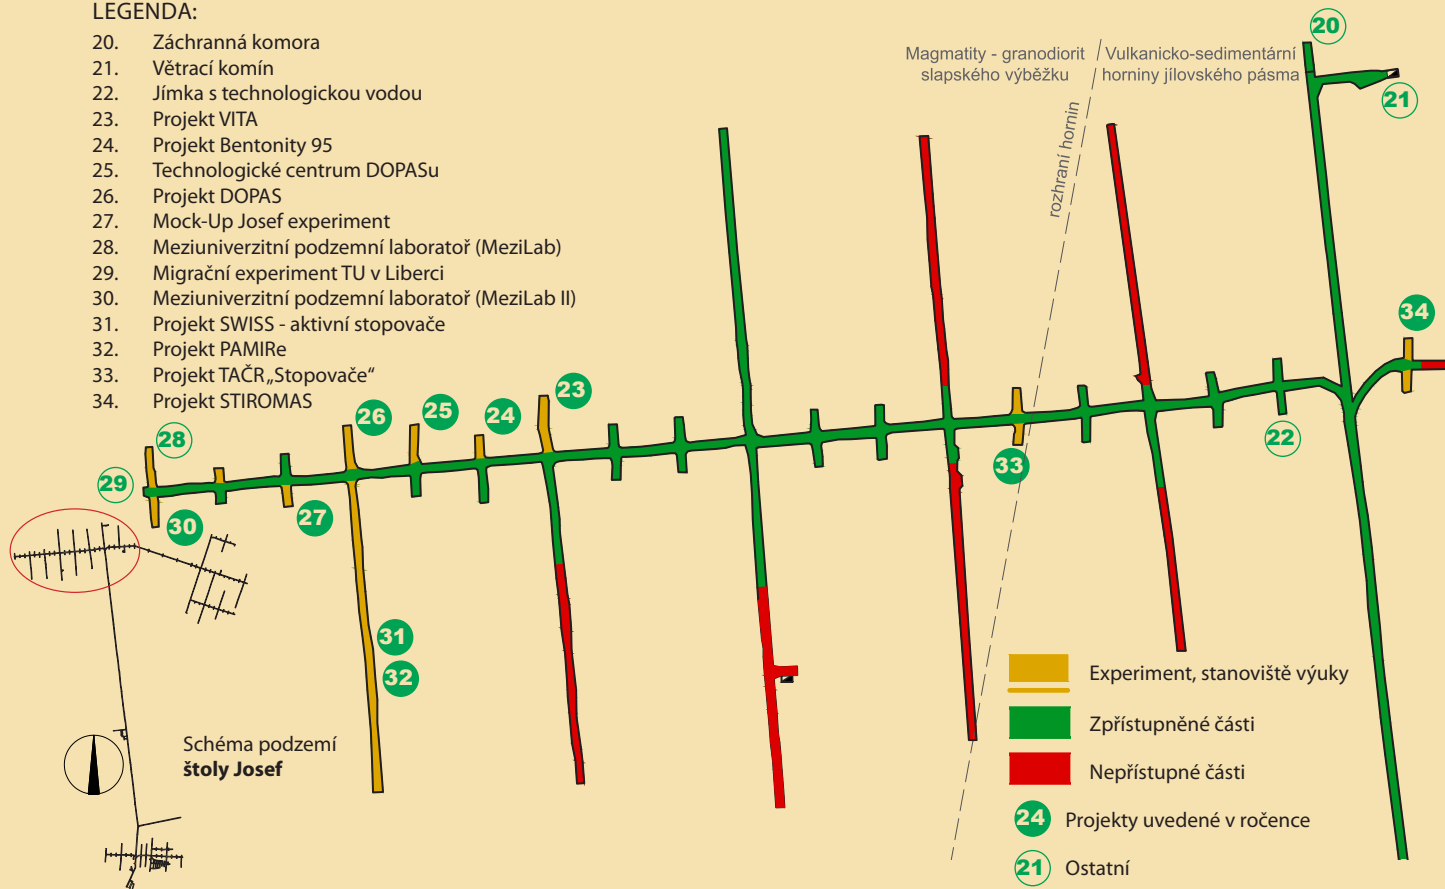 LEGENDA:
20. Záchranná komora
21. Větrací komín
22. Jímka s technologickou vodou
23. Projekt VITA
24. Projekt Bentonity 95
25. Technologické centrum DOPASu
26. Projekt DOPAS
27. Mock-Up Josef experiment
28. Meziuniverzitní podzemní laboratoř (MeziLab)
29. Migrační experiment TU v Liberci
30. Meziuniverzitní podzemní laboratoř (MeziLab II)
31. Projekt SWISS - aktivní stopovače
32. Projekt PAMIRe
33. Projekt TAČR„Stopovače“
34. Projekt STIROMAS
Magmatity - granodiorit
slapského výběžku
Vulkanicko-sedimentární
horniny jílovského pásma
rozhraní hornin
20
21
34
23
26
25
24
28
29
30
27
33
22
31
32
Schéma podzemí
štoly Josef
Experiment, stanoviště výuky
Zpřístupněné části
Nepřístupné části
24 Projekty uvedené v ročence
21 Ostatní